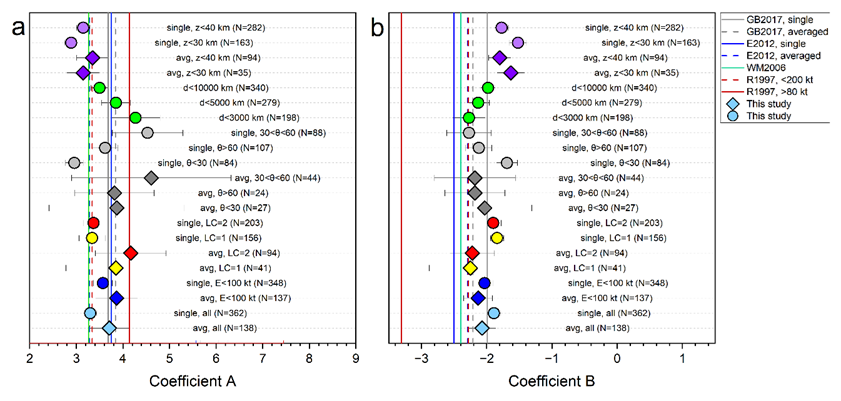 a
single, z<40 km (N=282)
single, z<30 km (N=163)
avg, z<40 km (N=94)
avg, z<30 km (N=35)
d<10000 km (N=340)
d<5000 km (N=279)
d<3000 km (N=198)
single, 30<θ<60 (N=88)
single, θ>60 (N=107)
single, θ<30 (N=84)
avg, 30<θ<60 (N=44)
avg, θ>60 (N=24)
avg, θ<30 (N=27)
single, LC=2 (N=203)
single, LC=1 (N=156)
avg, LC=2 (N=94)
avg, LC=1 (N=41)
single, E<100 kt (N=348)
avg, E<100 kt (N=137)
single, all (N=362)
avg, all (N=138)
2 3 4 5 6 7 8 9
Coefficient A
b
single, z<40 km (N=282)
single, z<30 km (N=163)
avg, z<40 km (N=94)
avg, z<30 km (N=35)
d<10000 km (N=340)
d<5000 km (N=279)
d<3000 km (N=198)
single, 30<θ<60 (N=88)
single, θ>60 (N=107)
single, θ<30 (N=84)
avg, 30<θ<60 (N=44)
avg, θ>60 (N=24)
avg, θ<30 (N=27)
single, LC=2 (N=203)
single, LC=1 (N=156)
avg, LC=2 (N=94)
avg, LC=1 (N=41)
single, E<100 kt (N=348)
avg, E<100 kt (N=137)
single, all (N=362)
avg, all (N=138)
−3 −2 −1 0 1
Coefficient B
GB2017, single
GB2017, averaged
E2012, single
E2012, averaged
WM2006
R1997, <200 kt
R1997, >80 kt
This study
This study